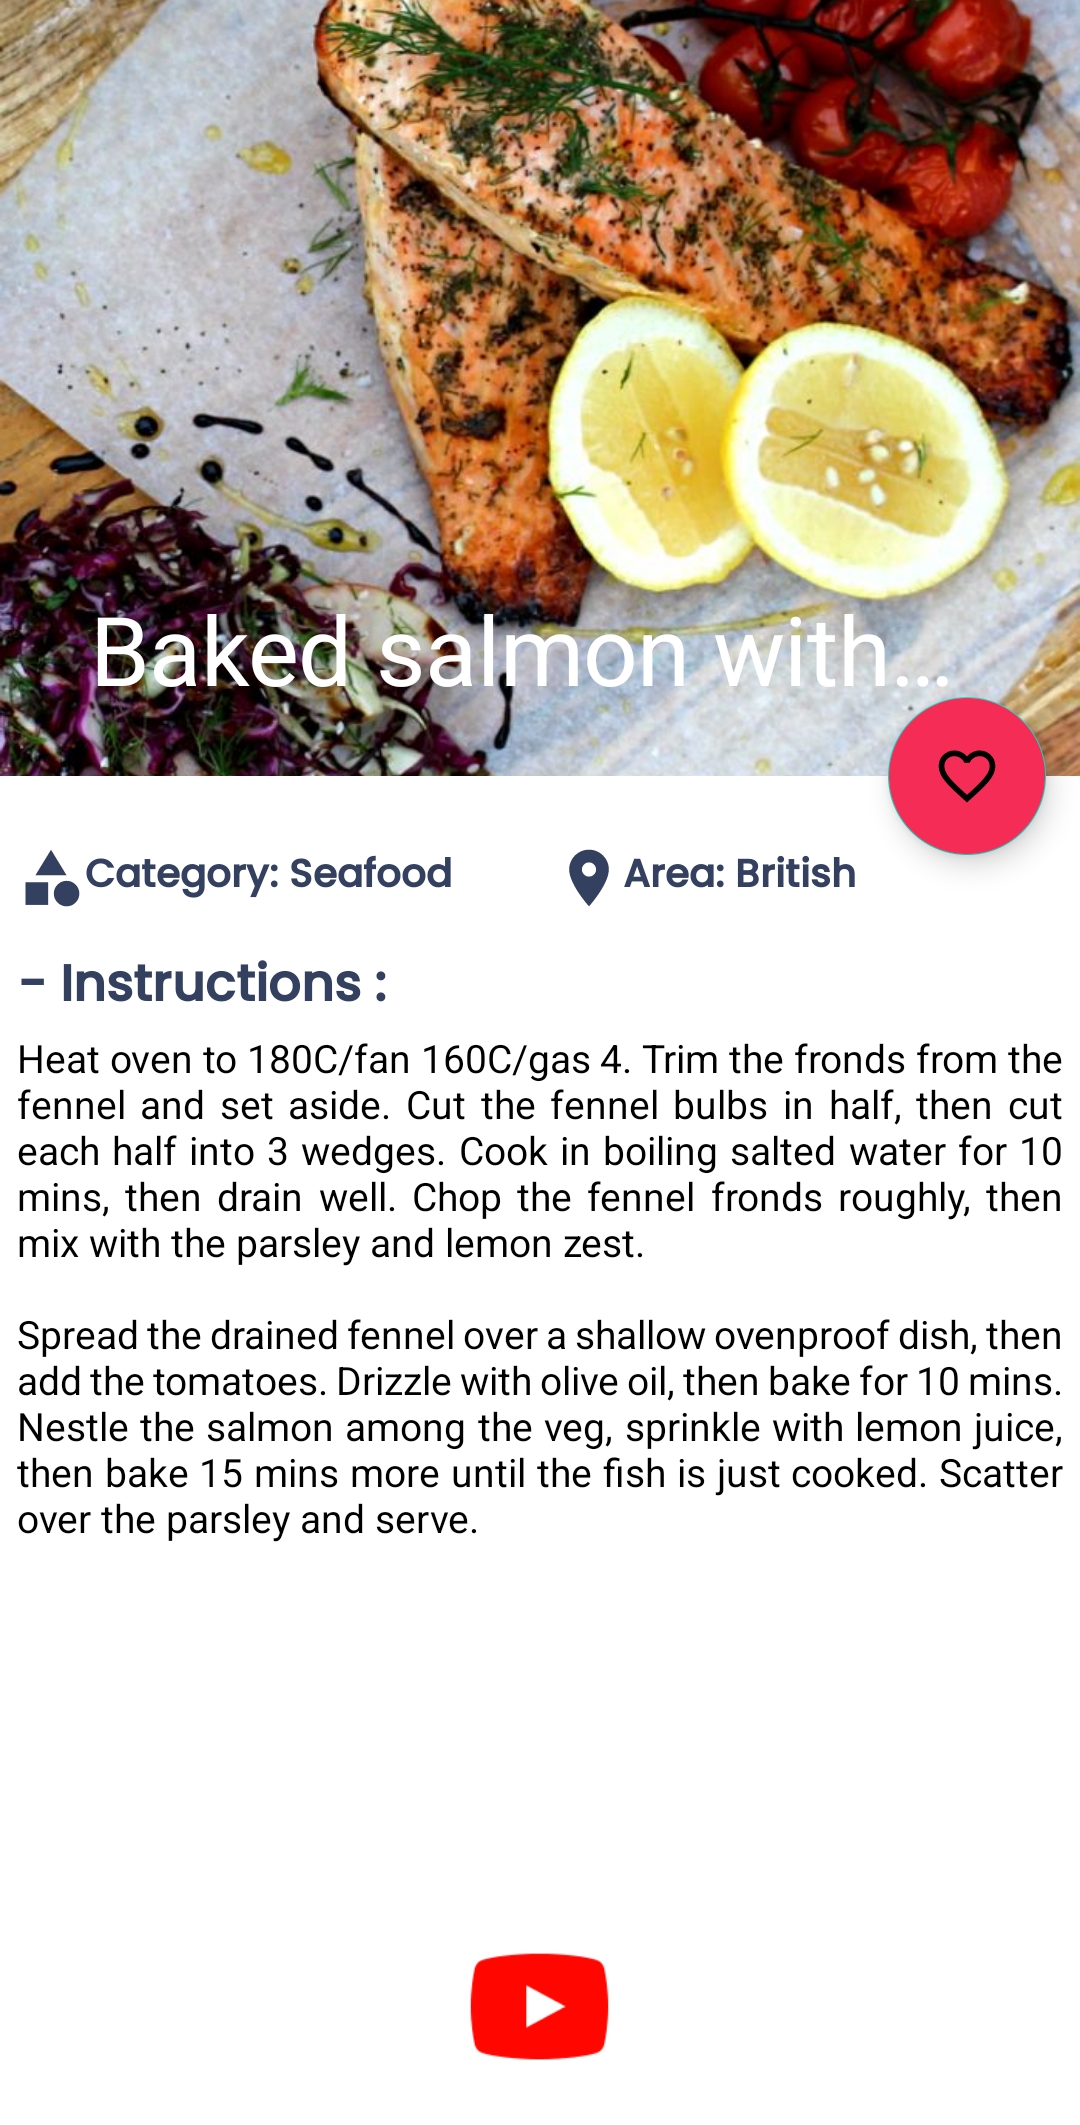 Baked salmon with...
Category: Seafood
Area: British
- Instructions :
Heat oven to 180C/fan 160C/gas 4. Trim the fronds from the
fennel and set aside. Cut the fennel bulbs in half, then cut
each half into 3 wedges. Cook in boiling salted water for 10
mins, then drain well. Chop the fennel fronds roughly, then
mix with the parsley and lemon zest.
Spread the drained fennel over a shallow ovenproof dish, then
add the tomatoes. Drizzle with olive oil, then bake for 10 mins.
Nestle the salmon among the veg, sprinkle with lemon juice,
then bake 15 mins more until the fish is just cooked. Scatter
over the parsley and serve.